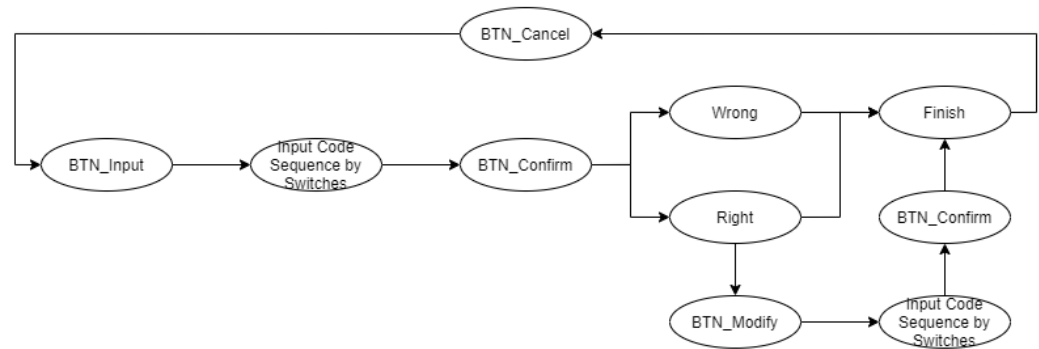 BTN_Cancel
Wrong
Finish
BTN_Input
Input Code
Sequence by
Switches
BTN_Confirm
Right
BTN_Confirm
BTN_Modify
Input Code
Sequence by
Switches